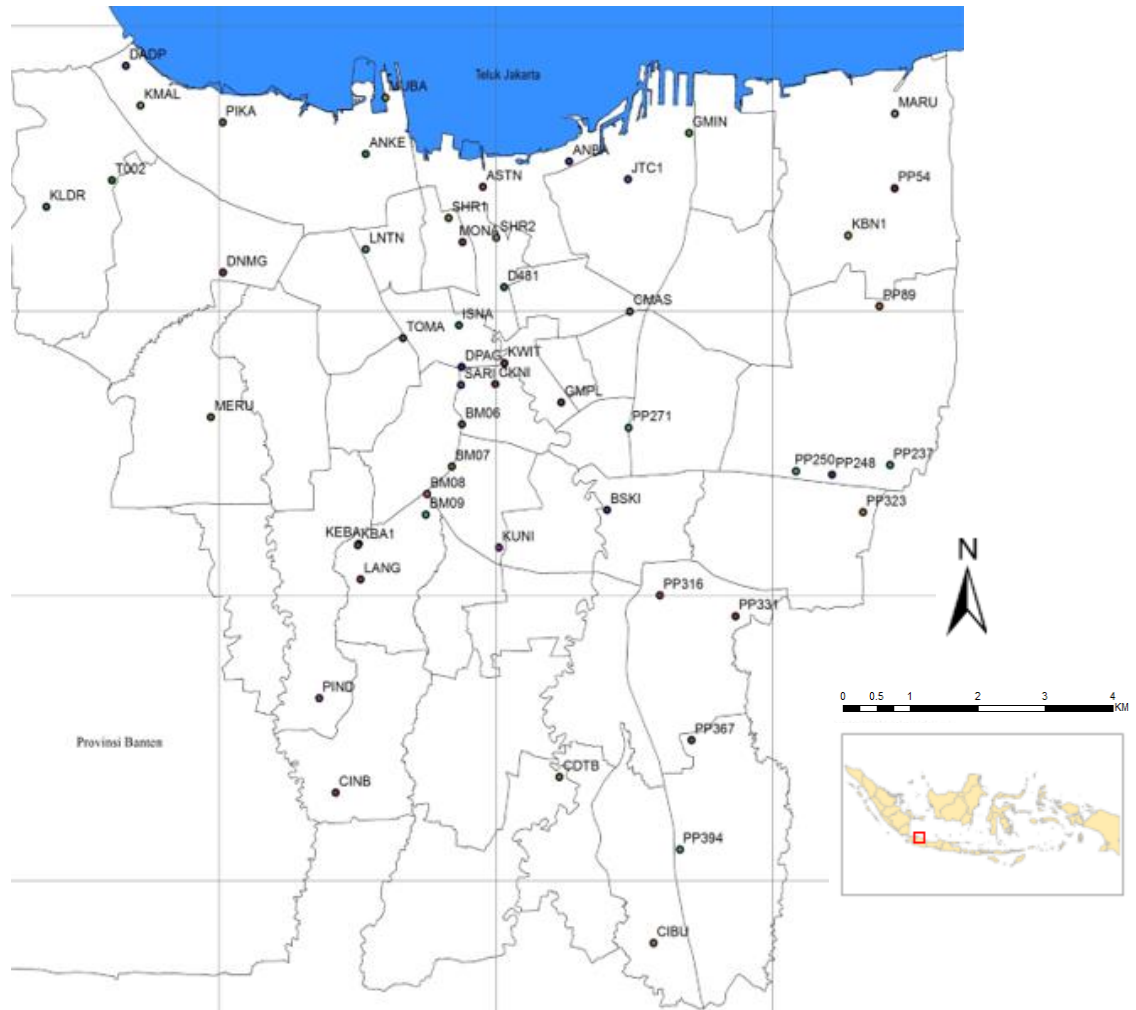 DADP
Teluk Jakarta
KMAL
MUBA
MARU
PIKA
GMIN
ANKE
ANBA
T002
ASTN
JTC1
PP54
KLDR
SHR1
SHR2
KBN1
MONA
LNTN
DNMG
D481
PP89
CMAS
ISNA
TOMA
DPAG
KWIT
SARI
CKNI
GMPL
MERU
BM06
PP271
BM07
PP250
PP248
PP237
BM08
BM09
BSKI
PP323
KEBA
KBA1
KUNI
N
LANG
PP316
PP331
PIND
0 0.5 1 2 3 4
KM
Provinsi Banten
PP367
CINB
CDTB
PP394
CIBU